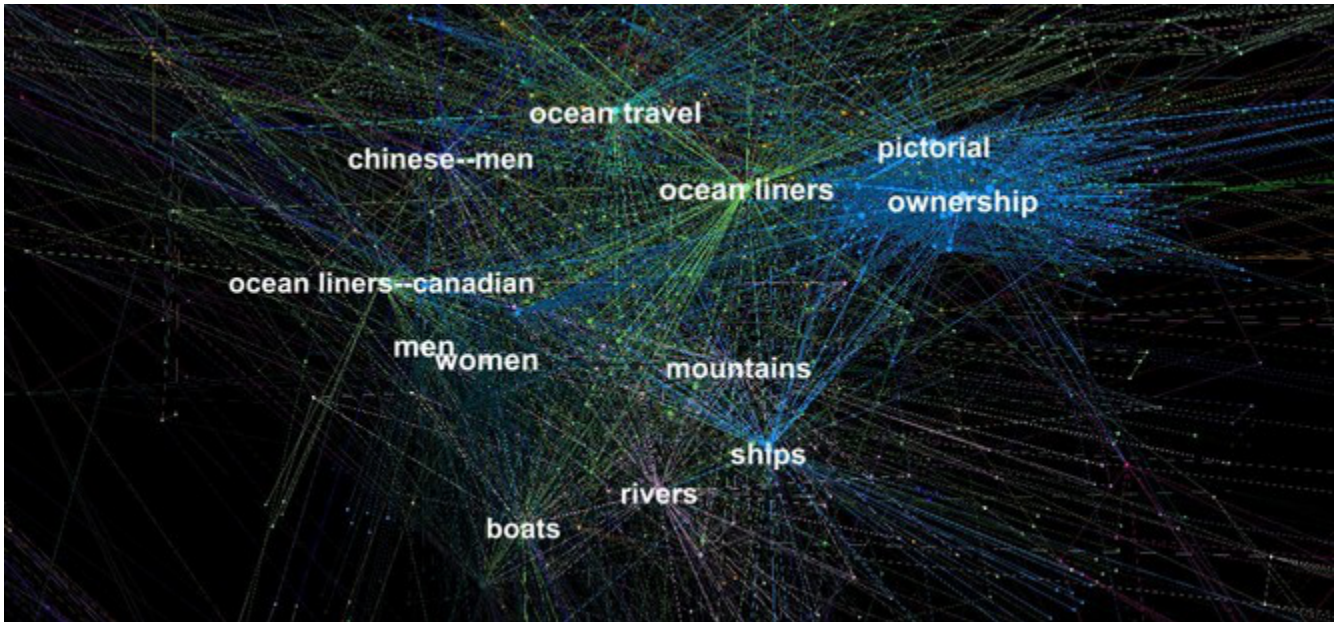 ocean travel
pictorial
chinese--men
ocean liners
ownership
ocean liners--canadian
men
women
mountains
ships
rivers
boats